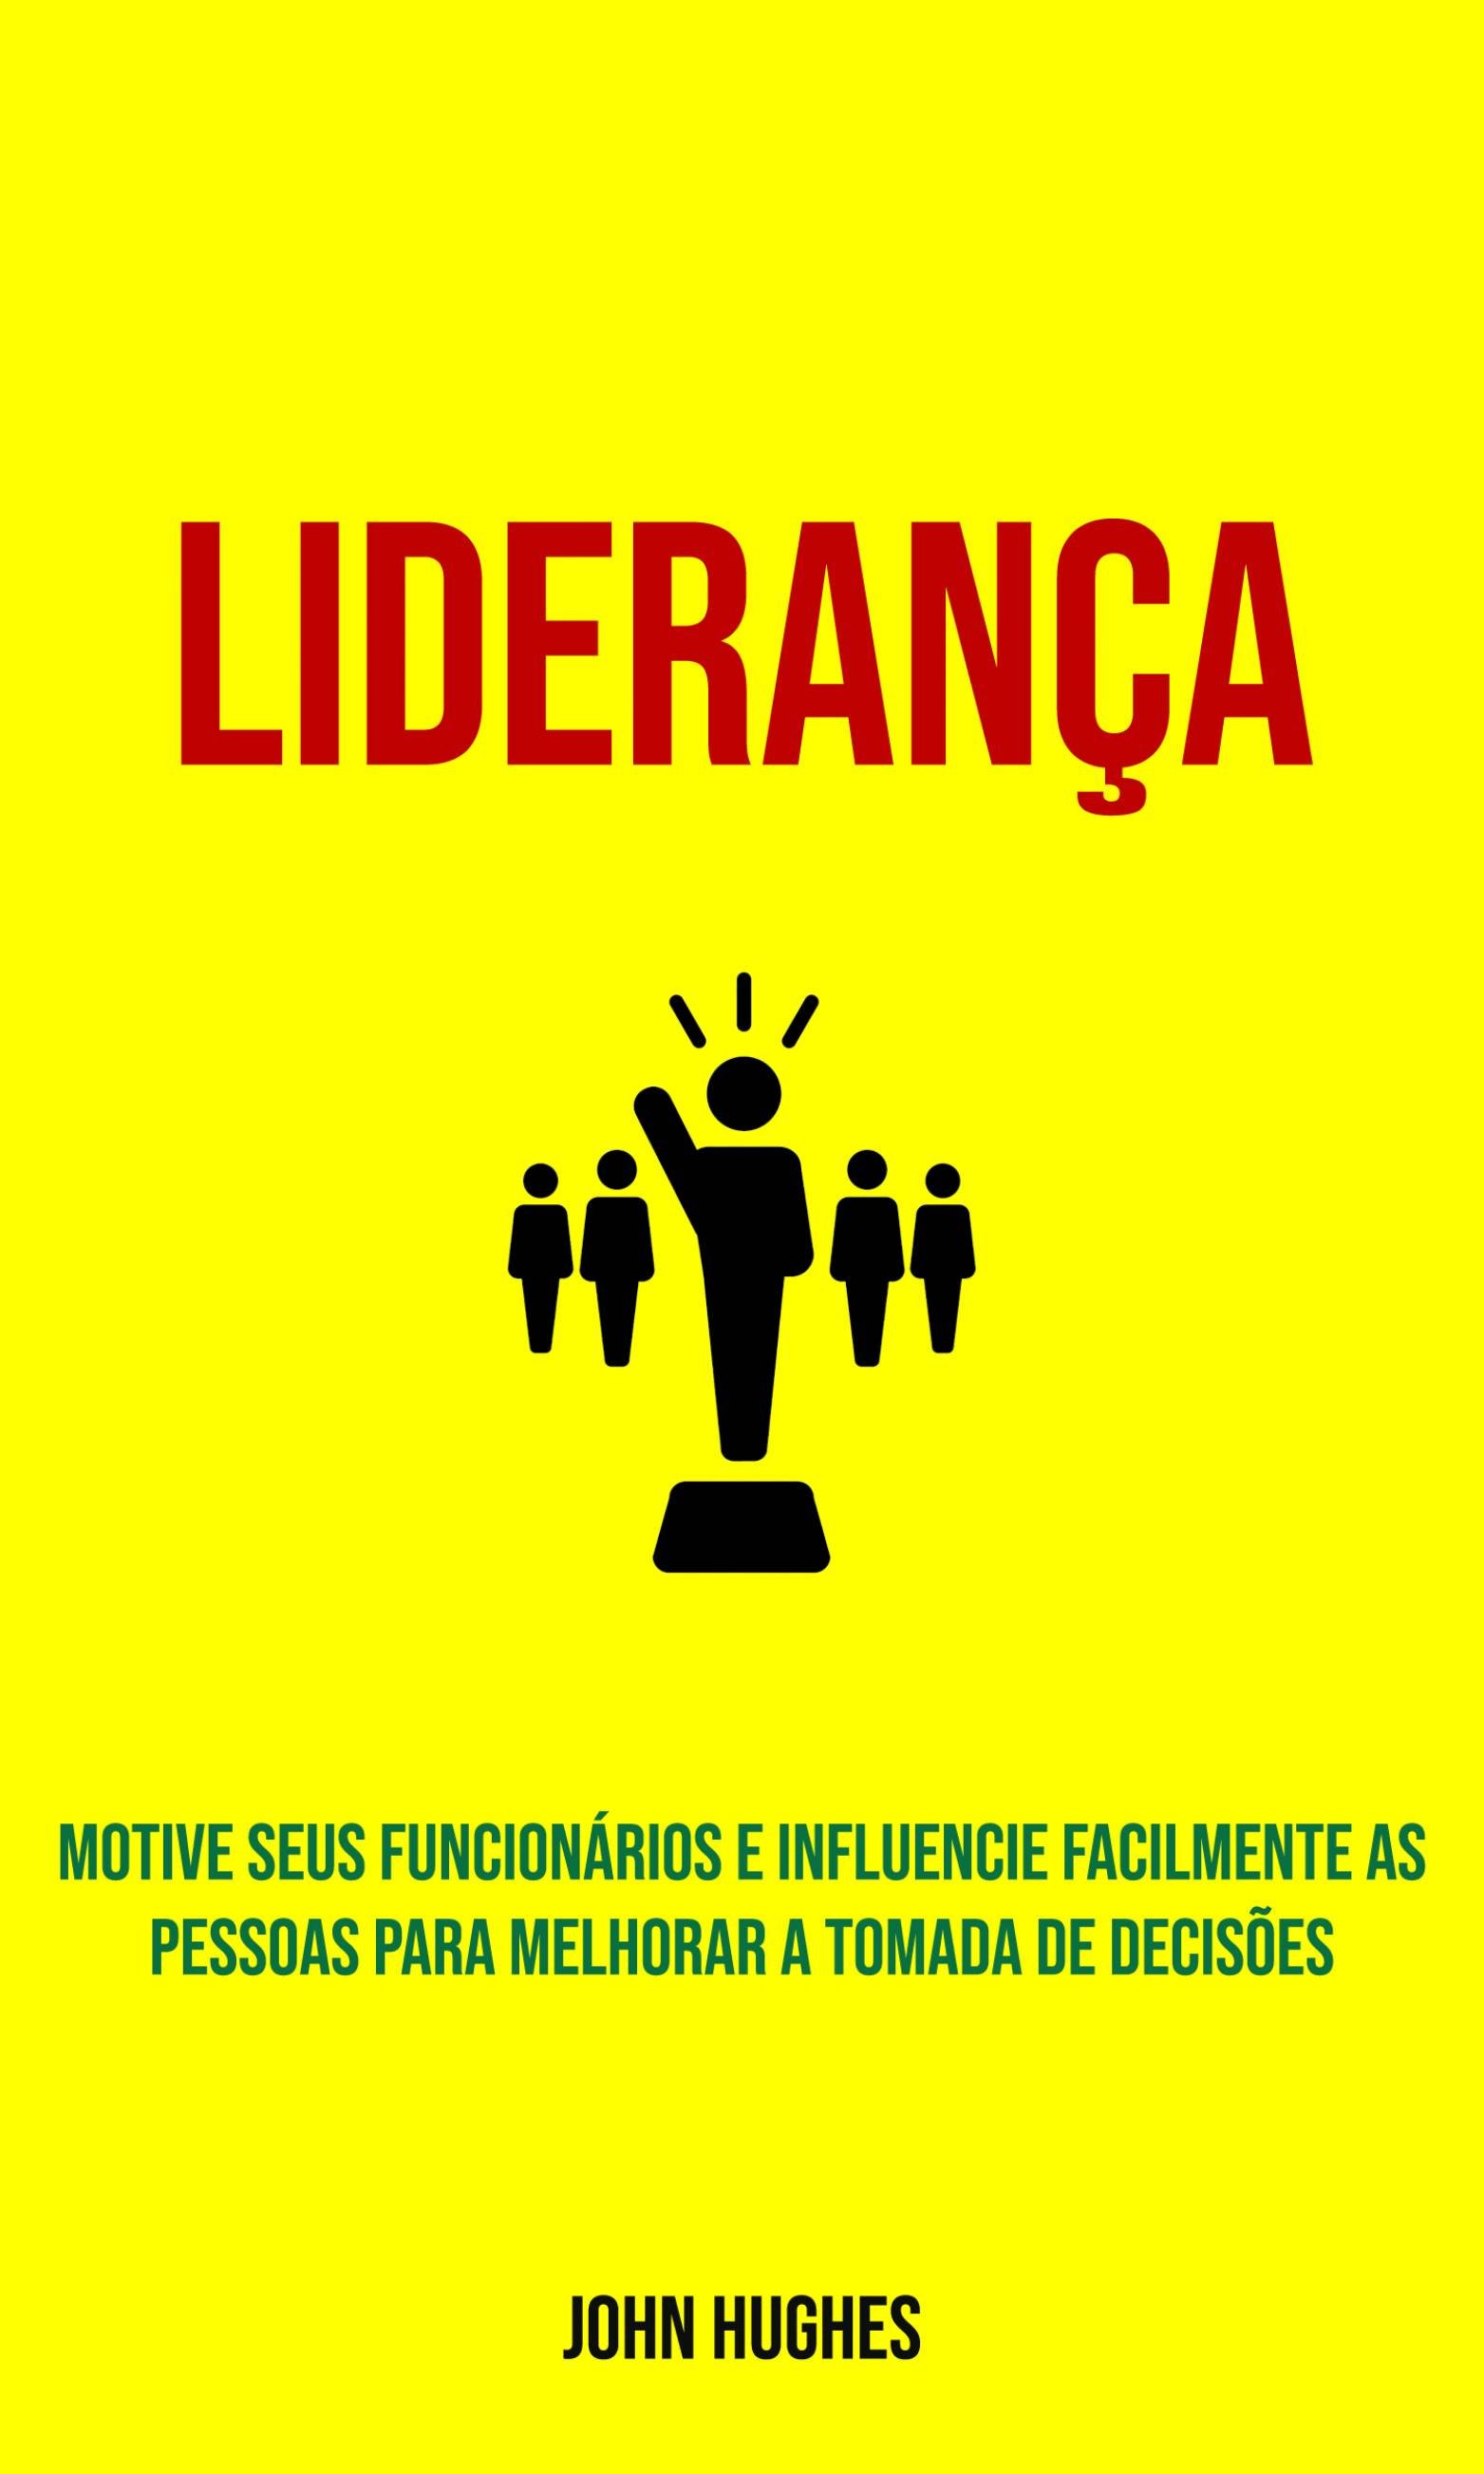 LIDERANÇA
MOTIVE SEUS FUNCIONÁRIOS E INFLUENCIE FACILMENTE AS
PESSOAS PARA MELHORAR A TOMADA DE DECISÕES
JOHN HUGHES